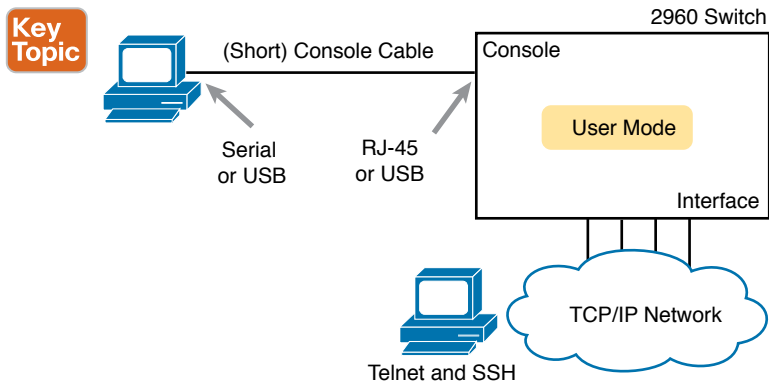 Key
Topic
2960 Switch
(Short) Console Cable
Console
User Mode
Serial
or USB
RJ-45
or USB
Interface
TCP/IP Network
Telnet and SSH